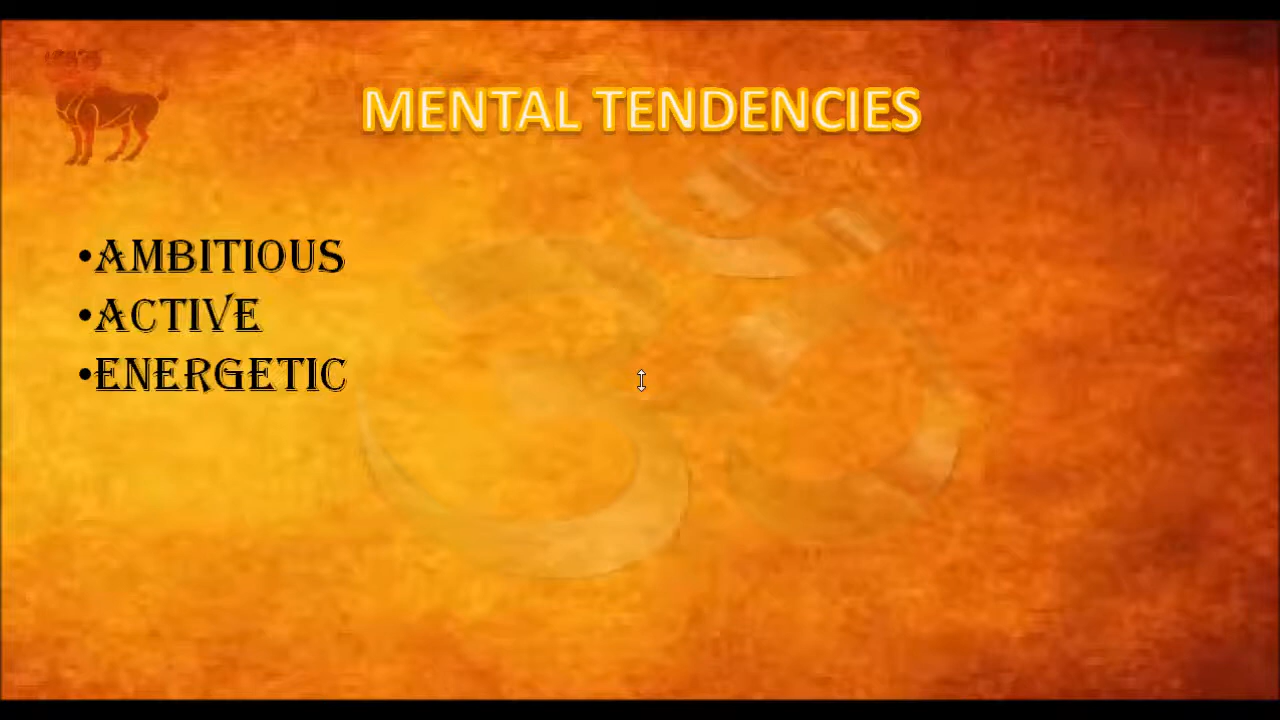 MENTAL TENDENCIES
•AMBITIOUS
•ACTIVE
•ENERGETIC